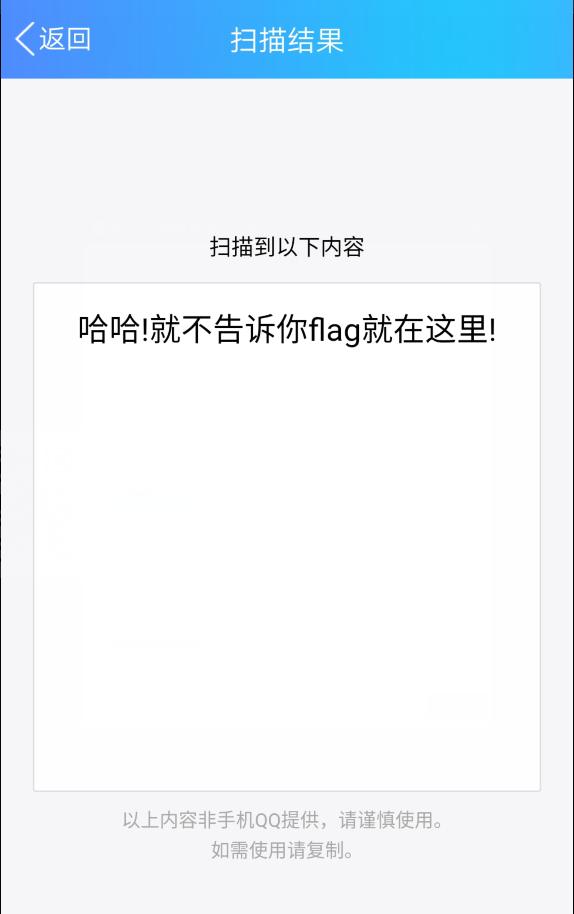 返回
扫描结果
扫描到以下内容
哈哈!就不告诉你flag就在这里!
以上内容非手机QQ提供，请谨慎使用。
如需使用请复制。